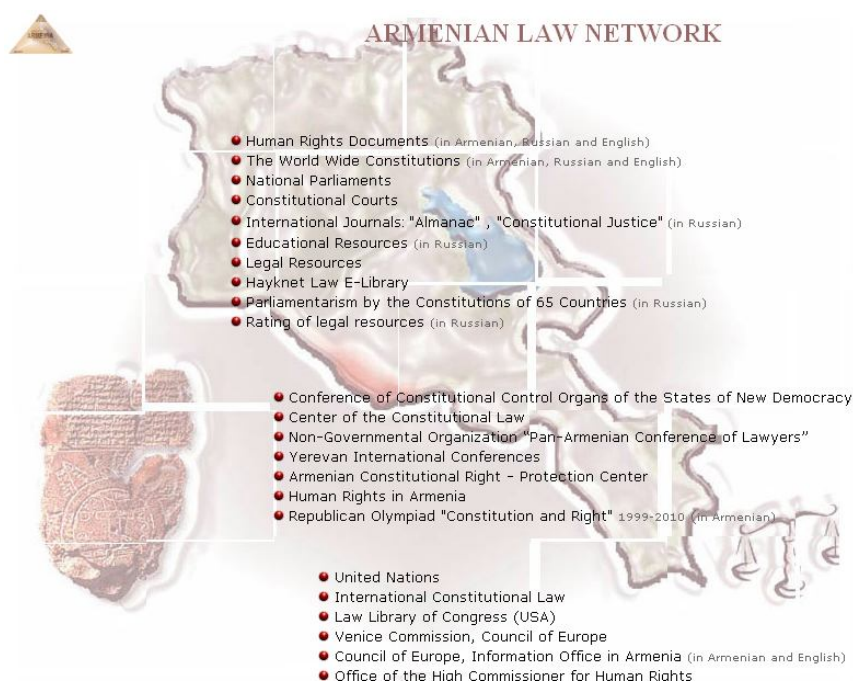 ARMENIAN LAW NETWORK
Human Rights Documents (in Armenian, Russian and English)
The World Wide Constitutions (in Armenian, Russian and English)
National Parliaments
Constitutional Courts
International Journals: "Almanac" , "Constitutional Justice" (in Russian)
Educational Resources (in Russian)
Legal Resources
Hayknet Law E-Library
Parliamentarism by the Constitutions of 65 Countries (in Russian)
Rating of legal resources (in Russian)
Conference of Constitutional Control Organs of the States of New Democracy
Center of the Constitutional Law
Non-Governmental Organization "Pan-Armenian Conference of Lawyers”
Yerevan International Conferences
Armenian Constitutional Right – Protection Center
Human Rights in Armenia
Republican Olympiad "Constitution and Right" 1999-2010 (in Armenian)
United Nations
International Constitutional Law
Law Library of Congress (USA)
Venice Commission, Council of Europe
Council of Europe, Information Office in Armenia (in Armenian and English)
Office of the High Commissioner for Human Rights